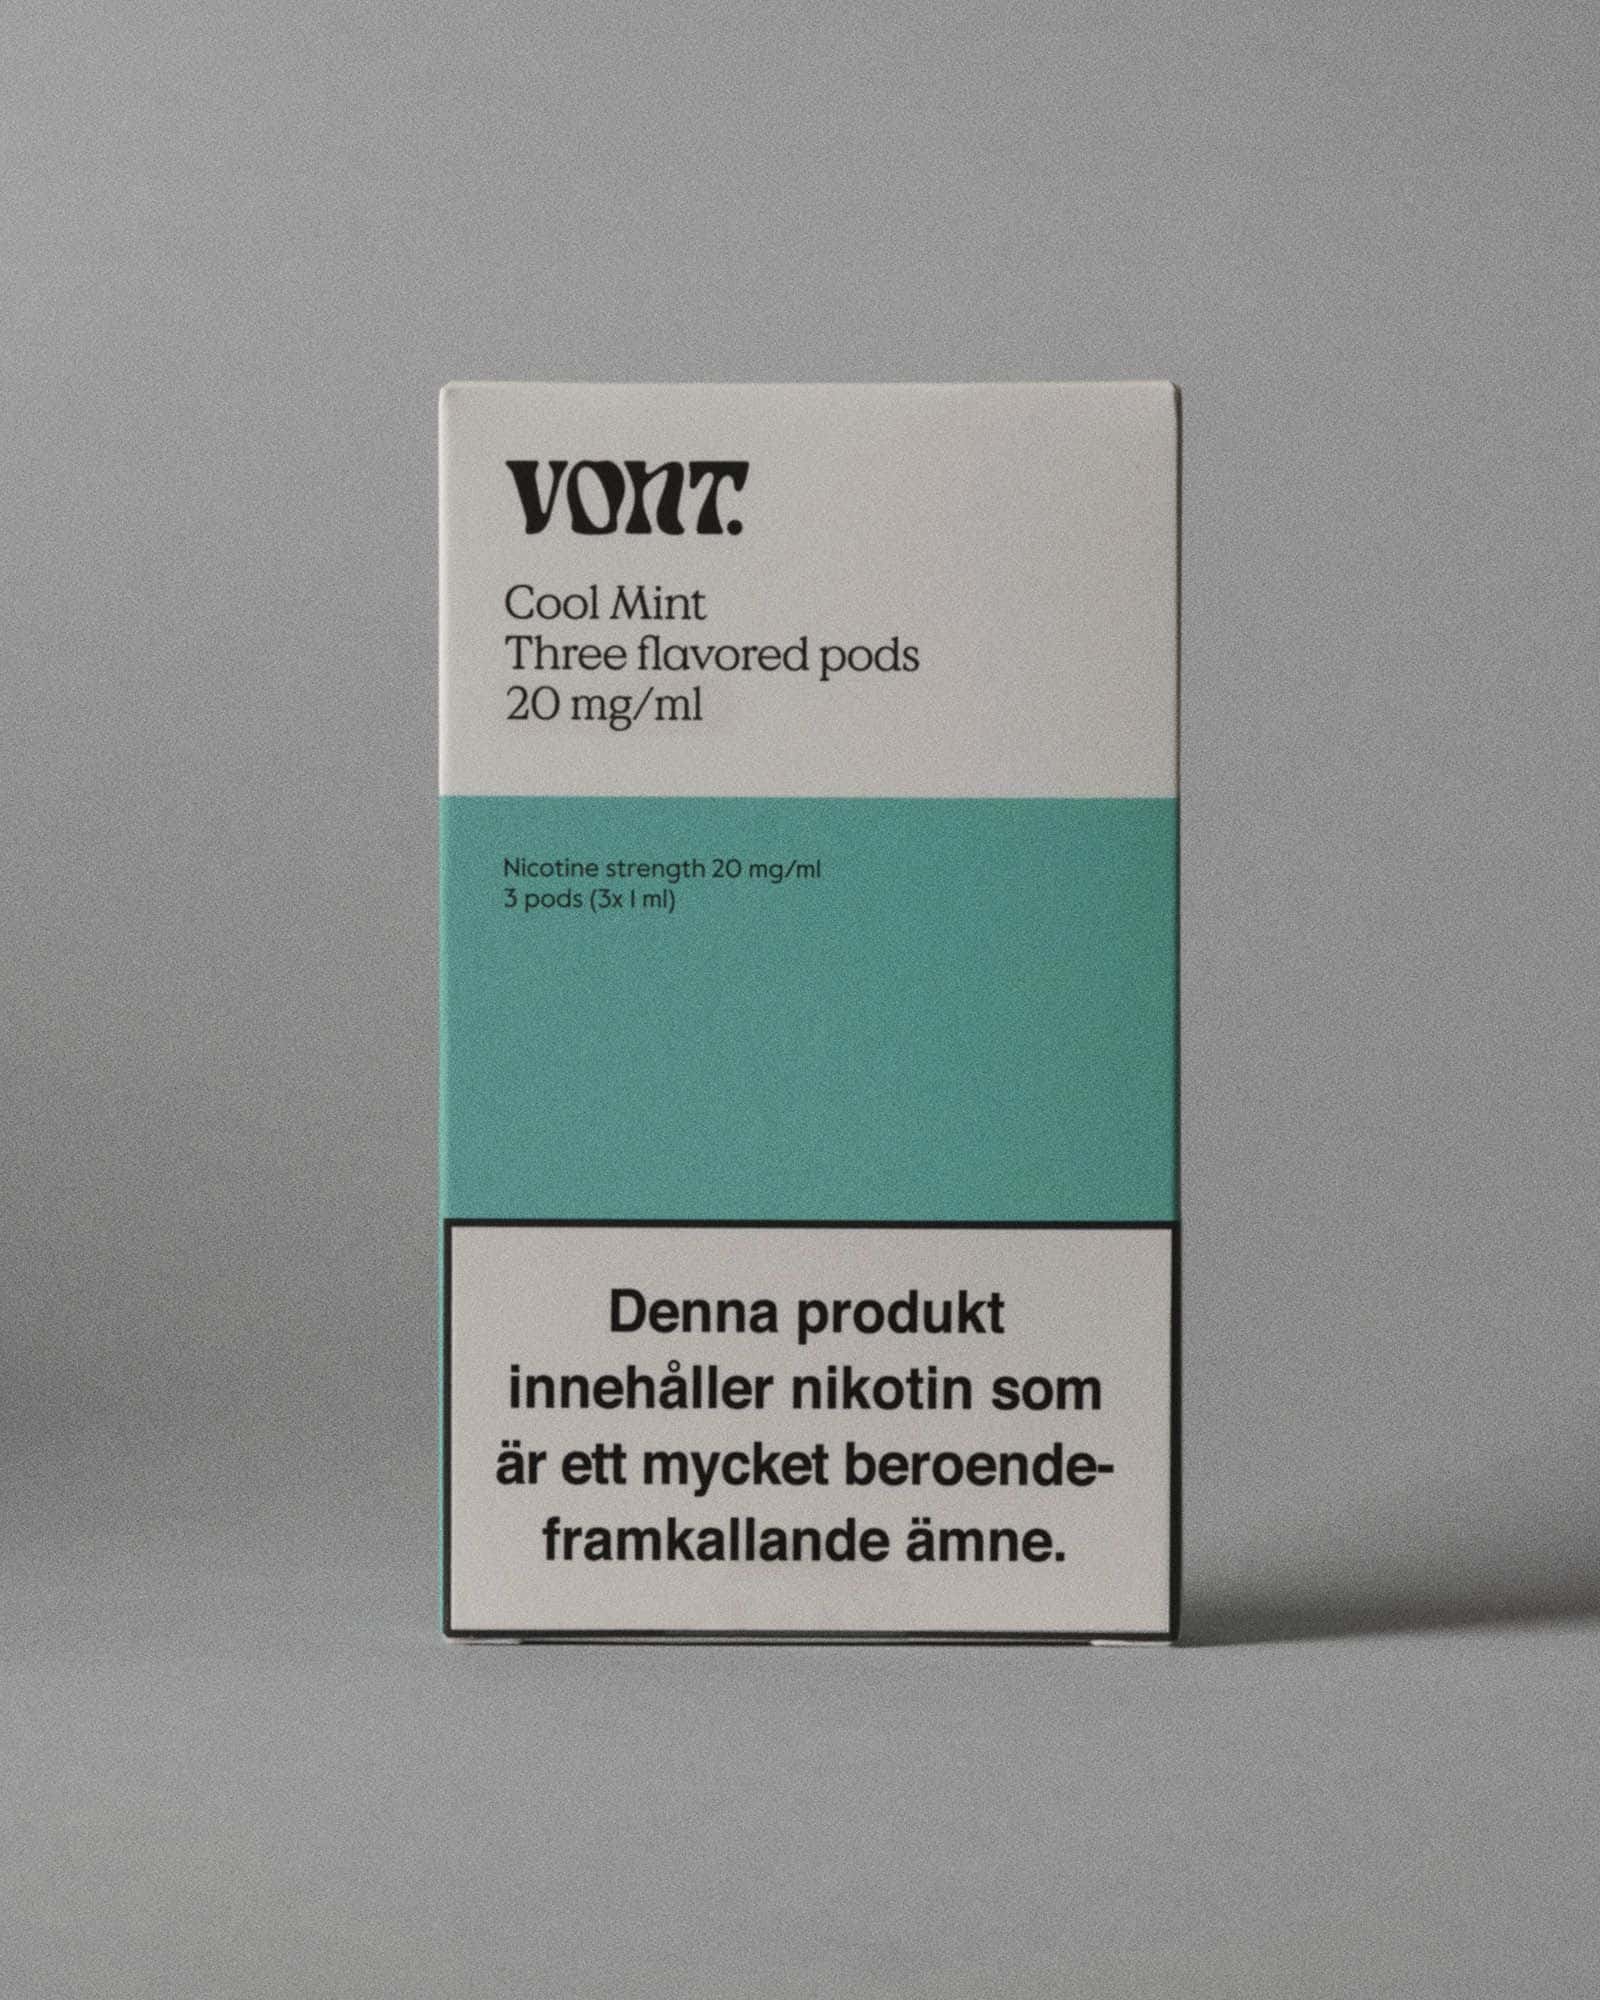 VONT.
Cool Mint
Three flavored pods
20 mg/ml
Nicotine strength 20 mg/ml
3 pods (3x 1 ml)
Denna produkt
innehåller nikotin som
är ett mycket beroende-
framkallande ämne.